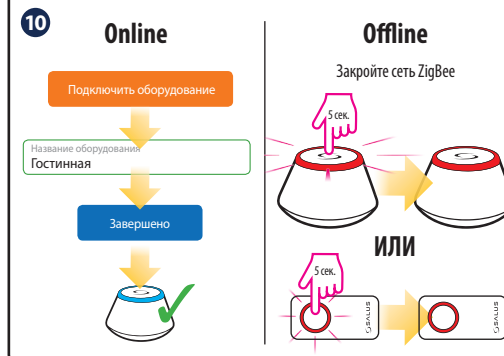 10
Online
Подключить оборудование
Название оборудования
Гостинная
Завершено
Offline
Закройте сеть ZigBee
5 сек.
ИЛИ
5 сек.
SALUS
SALUS